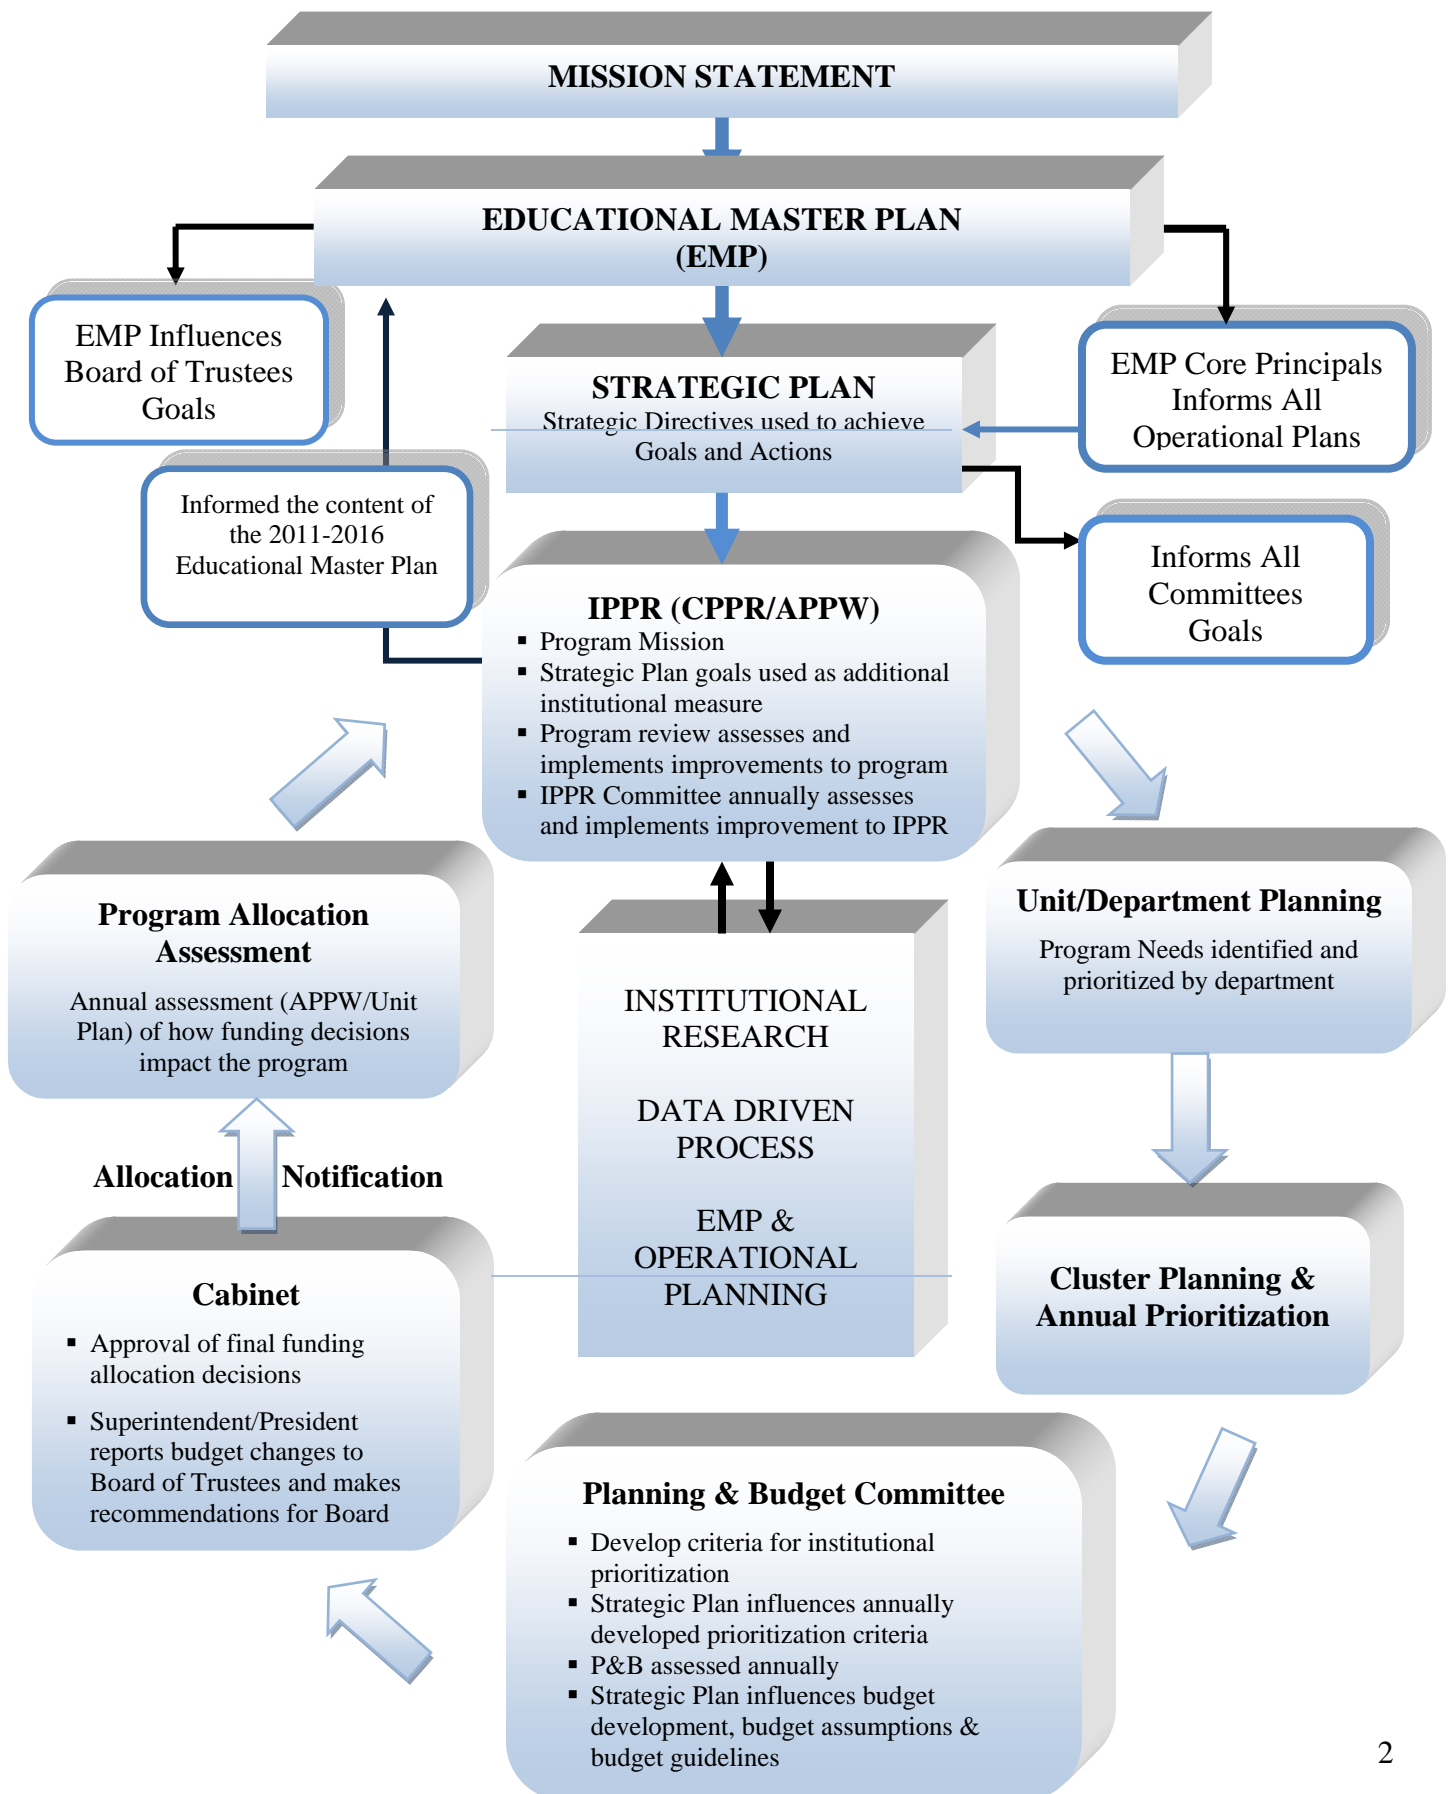 MISSION STATEMENT
EDUCATIONAL MASTER PLAN
(EMP)
EMP Influences
Board of Trustees
Goals
STRATEGIC PLAN
Strategic Directives used to achieve
Goals and Actions
EMP Core Principals
Informs All
Operational Plans
Informed the content of
the 2011-2016
Educational Master Plan
Informs All
Committees
Goals
IPPR (CPPR/APPW)
▪ Program Mission
▪ Strategic Plan goals used as additional
institutional measure
▪ Program review assesses and
implements improvements to program
▪ IPPR Committee annually assesses
and implements improvement to IPPR
Program Allocation
Assessment
Annual assessment (APPW/Unit
Plan) of how funding decisions
impact the program
Unit/Department Planning
Program Needs identified and
prioritized by department
INSTITUTIONAL
RESEARCH
DATA DRIVEN
PROCESS
EMP &
OPERATIONAL
PLANNING
Allocation Notification
Cabinet
▪ Approval of final funding
allocation decisions
▪ Superintendent/President
reports budget changes to
Board of Trustees and makes
recommendations for Board
Cluster Planning &
Annual Prioritization
Planning & Budget Committee
▪ Develop criteria for institutional
prioritization
▪ Strategic Plan influences annually
developed prioritization criteria
▪ P&B assessed annually
▪ Strategic Plan influences budget
development, budget assumptions &
budget guidelines
2